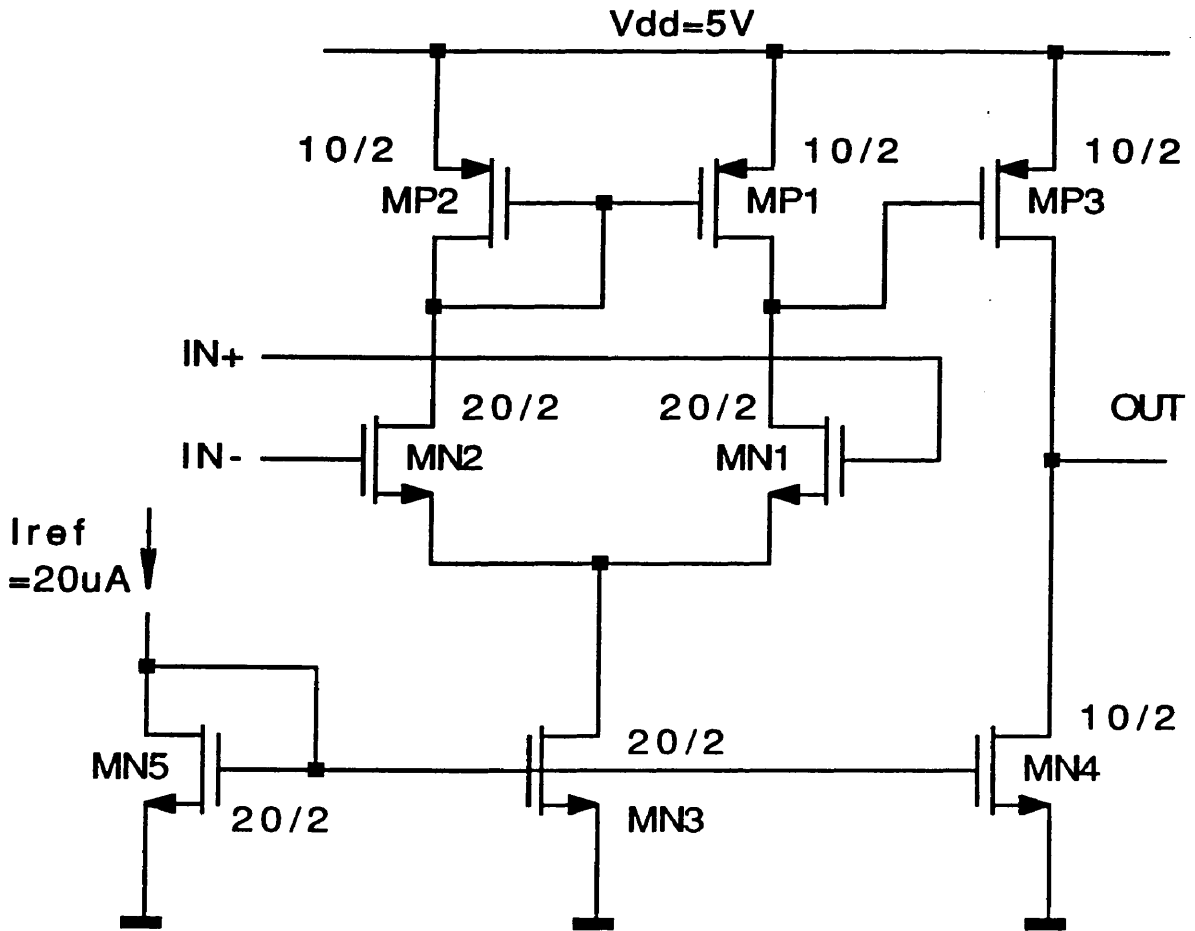 Vdd=5V
10/2
10/2
10/2
MP2
MP1
MP3
IN+
20/2
20/2
OUT
IN-
MN2
MN1
Iref
=20uA
10/2
20/2
MN5
MN4
20/2
MN3